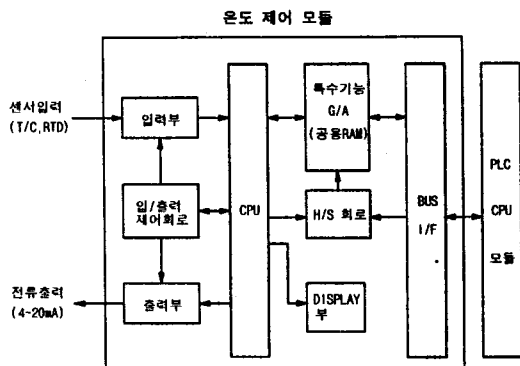 온도 제어 모듈
센서입력
(T/C,RTD)
입력부
입/출력
제어회로
전류출력
(4~20mA)
출력부
CPU
특수기능
G/A
(공용RAM)
H/S 회로
DISPLAY
부
BUS
I/F
PLC
CPU
모듈